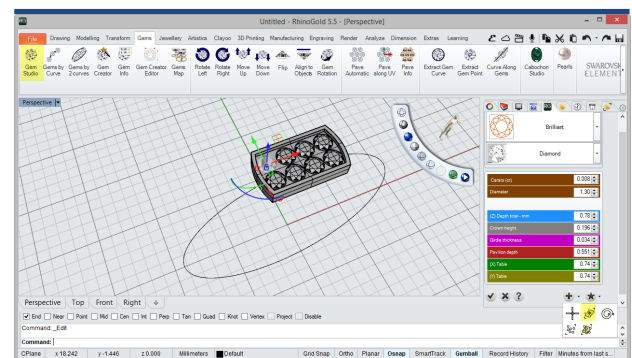 Untitled - RhinoGold 5.5 - [Perspective]
File Drawing Modelling Transform Gems Jewellery Artistics Clayoo 3D Printing Manufacturing Engraving Render Analyze Dimension Extras Learning
Gem Studio
Gems by Curve
Gems by 2 curves
Gem Creator
Gem Info
Gem Creator Editor
Gems Map
Rotate Left
Rotate Right
Move Up
Move Down
Flip
Align to Objects
Gem Rotation
Pave Automatic
Pave along UV
Pave Info
Extract Gem Curve
Extract Gem Point
Curve Along Gems
Cabochon Studio
Pearls
SWAROVSKI
ELEMENT
Perspective
Brilliant
Diamond
Carats (ct) 0.008
Diameter 1.30
(Z) Depth total - mm 0.78
Crown height 0.196
Girdle thickness 0.034
Pavilion depth 0.551
(X) Table 0.74
(Y) Table 0.74
Perspective Top Front Right
End Near Point Mid Cen Int Perp Tan Quad Knot Vertex Project Disable
Command: _Edit
Command:
CPlane x 18.242 y -1.446 z 0.000 Millimeters Default Grid Snap Ortho Planar Osnap SmartTrack Gumball Record History Filter Minutes from last s...